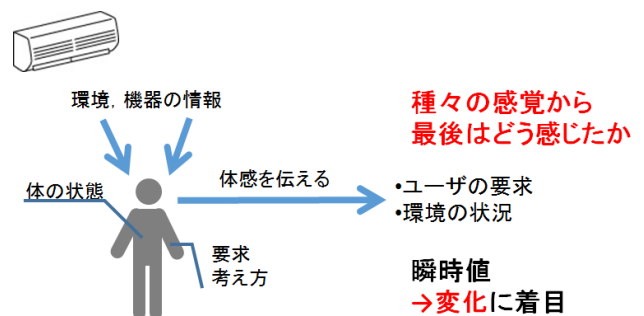 環境，機器の情報
種々の感覚から
最後はどう感じたか
体の状態
体感を伝える
•ユーザの要求
•環境の状況
要求
考え方
瞬時値
→変化に着目